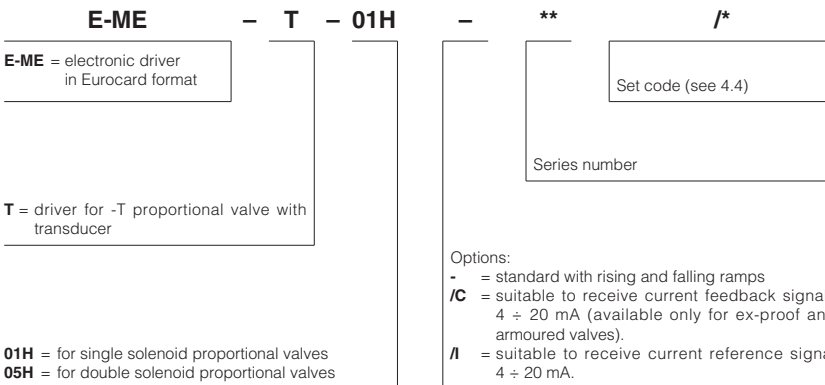 E-ME – T – 01H – ** /*
E-ME = electronic driver
in Eurocard format
Set code (see 4.4)
Series number
T = driver for -T proportional valve with
transducer
Options:
- = standard with rising and falling ramps
/C = suitable to receive current feedback signa
4 ÷ 20 mA (available only for ex-proof an
armoured valves).
01H = for single solenoid proportional valves
05H = for double solenoid proportional valves
/I = suitable to receive current reference signa
4 ÷ 20 mA.